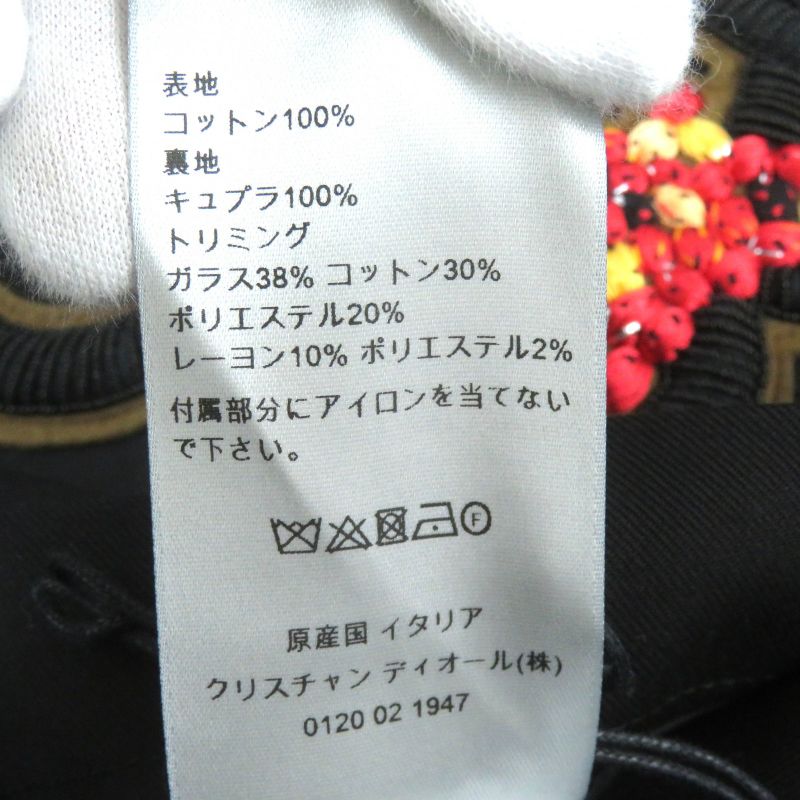 表地
コットン100%
裏地
キュプラ100%
トリミング
ガラス38% コットン30%
ポリエステル20%
レーヨン10% ポリエステル2%
付属部分にアイロンを当てない
で下さい。
F
原産国 イタリア
クリスチャン ディオール(株)
0120 02 1947